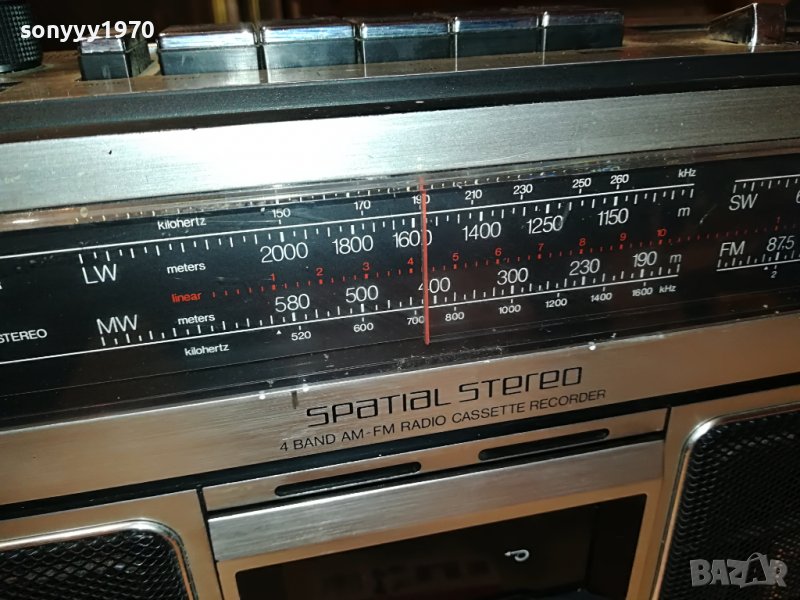 sonyyy1970
kilohertz 150 170 190 210 230 250 260 kHz
LW meters 2000 1800 1600 1400 1250 1150 m
SW
linear 1 2 3 4 5 6 7 8 9 10
FM 87.5
STEREO
MW meters 580 500 400 300 230 190 m
2
kilohertz 520 600 700 800 1000 1200 1400 1600 kHz
SPATIAL STEREO
4 BAND AM-FM RADIO CASSETTE RECORDER
BAZAR